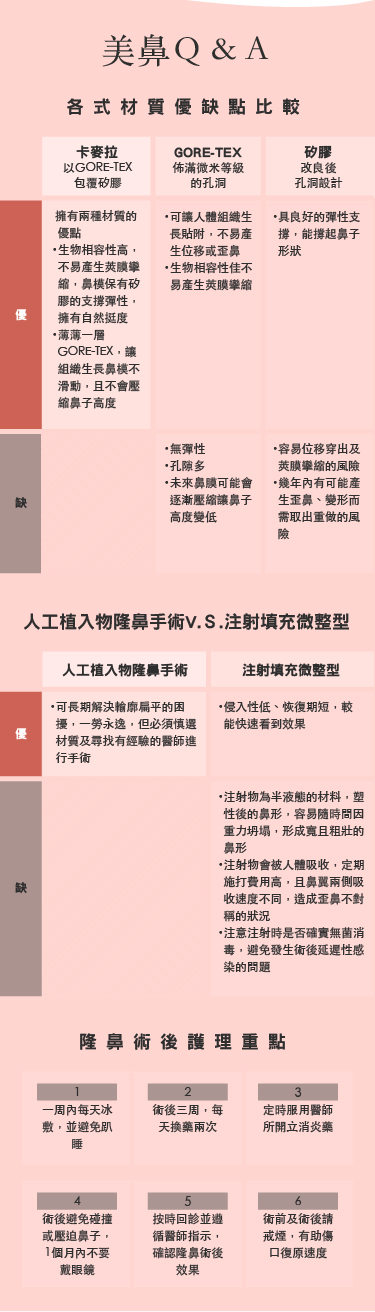 美鼻Q & A
各式材質優缺點比較
卡麥拉
以GORE-TEX
包覆矽膠
GORE-TEX
佈滿微米等級
的孔洞
矽膠
改良後
孔洞設計
優
擁有兩種材質的
優點
•生物相容性高，
不易產生莢膜攣
縮，鼻模保有矽
膠的支撐彈性，
擁有自然挺度
•薄薄一層
GORE-TEX，讓
組織生長鼻模不
滑動，且不會壓
縮鼻子高度
•可讓人體組織生
長貼附，不易產
生位移或歪鼻
•生物相容性佳不
易產生莢膜攣縮
•具良好的彈性支
撐，能撐起鼻子
形狀
缺
•無彈性
•孔隙多
•未來鼻膜可能會
逐漸壓縮讓鼻子
高度變低
•容易位移穿出及
莢膜攣縮的風險
•幾年內有可能產
生歪鼻、變形而
需取出重做的風
險
人工植入物隆鼻手術V.S.注射填充微整型
人工植入物隆鼻手術
注射填充微整型
優
•可長期解決輪廓扁平的困
擾，一勞永逸，但必須慎選
材質及尋找有經驗的醫師進
行手術
•侵入性低、恢復期短，較
能快速看到效果
缺
•注射物為半液態的材料，塑
性後的鼻形，容易隨時間因
重力坍塌，形成寬且粗壯的
鼻形
•注射物會被人體吸收，定期
施打費用高，且鼻翼兩側吸
收速度不同，造成歪鼻不對
稱的狀況
•注意注射時是否確實無菌消
毒，避免發生術後延遲性感
染的問題
隆鼻術後護理重點
1
一周內每天冰
敷，並避免趴
睡
2
術後三周，每
天換藥兩次
3
定時服用醫師
所開立消炎藥
4
術後避免碰撞
或壓迫鼻子，
1個月內不要
戴眼鏡
5
按時回診並遵
循醫師指示，
確認隆鼻術後
效果
6
術前及術後請
戒煙，有助傷
口復原速度